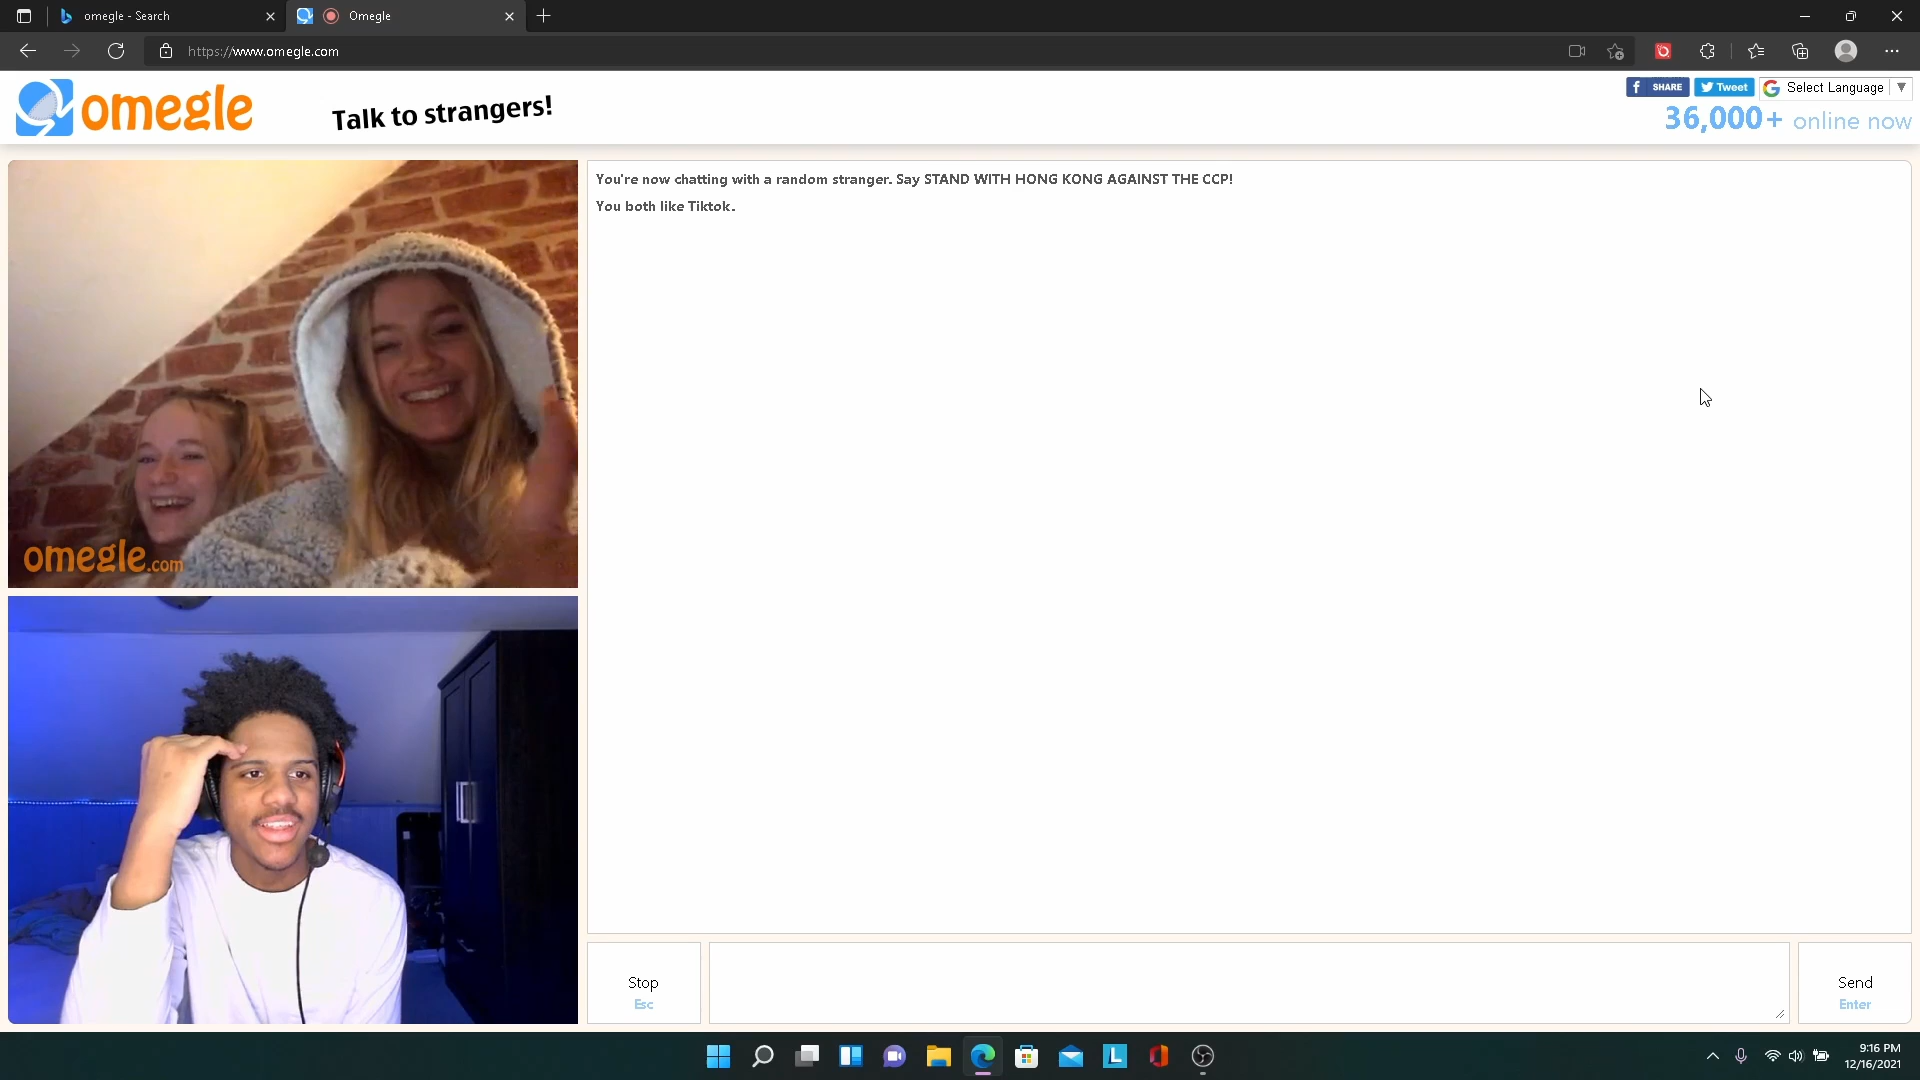 omegle - Search
Omegle
https://www.omegle.com
omegle
Talk to strangers!
SHARE
Tweet
Select Language
36,000+ online now
You're now chatting with a random stranger. Say STAND WITH HONG KONG AGAINST THE CCP!
You both like Tiktok.
omegle.com
Stop
Esc
Send
Enter
9:16 PM
12/16/2021